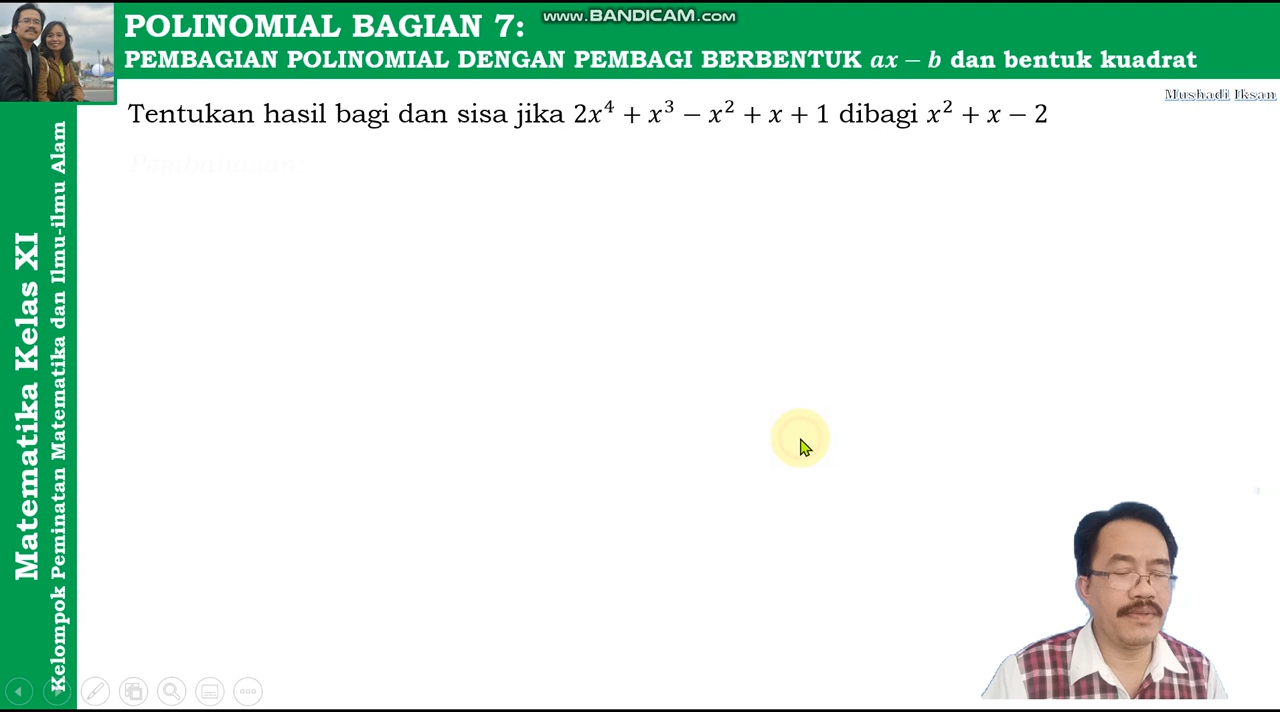 www.BANDICAM.com
POLINOMIAL BAGIAN 7:
PEMBAGIAN POLINOMIAL DENGAN PEMBAGI BERBENTUK ax − b dan bentuk kuadrat
Mushadi Iksan
Tentukan hasil bagi dan sisa jika 2x⁴ + x³ − x² + x + 1 dibagi x² + x − 2
Pembahasan:
Matematika Kelas XI
Kelompok Peminatan Matematika dan Ilmu-ilmu Alam